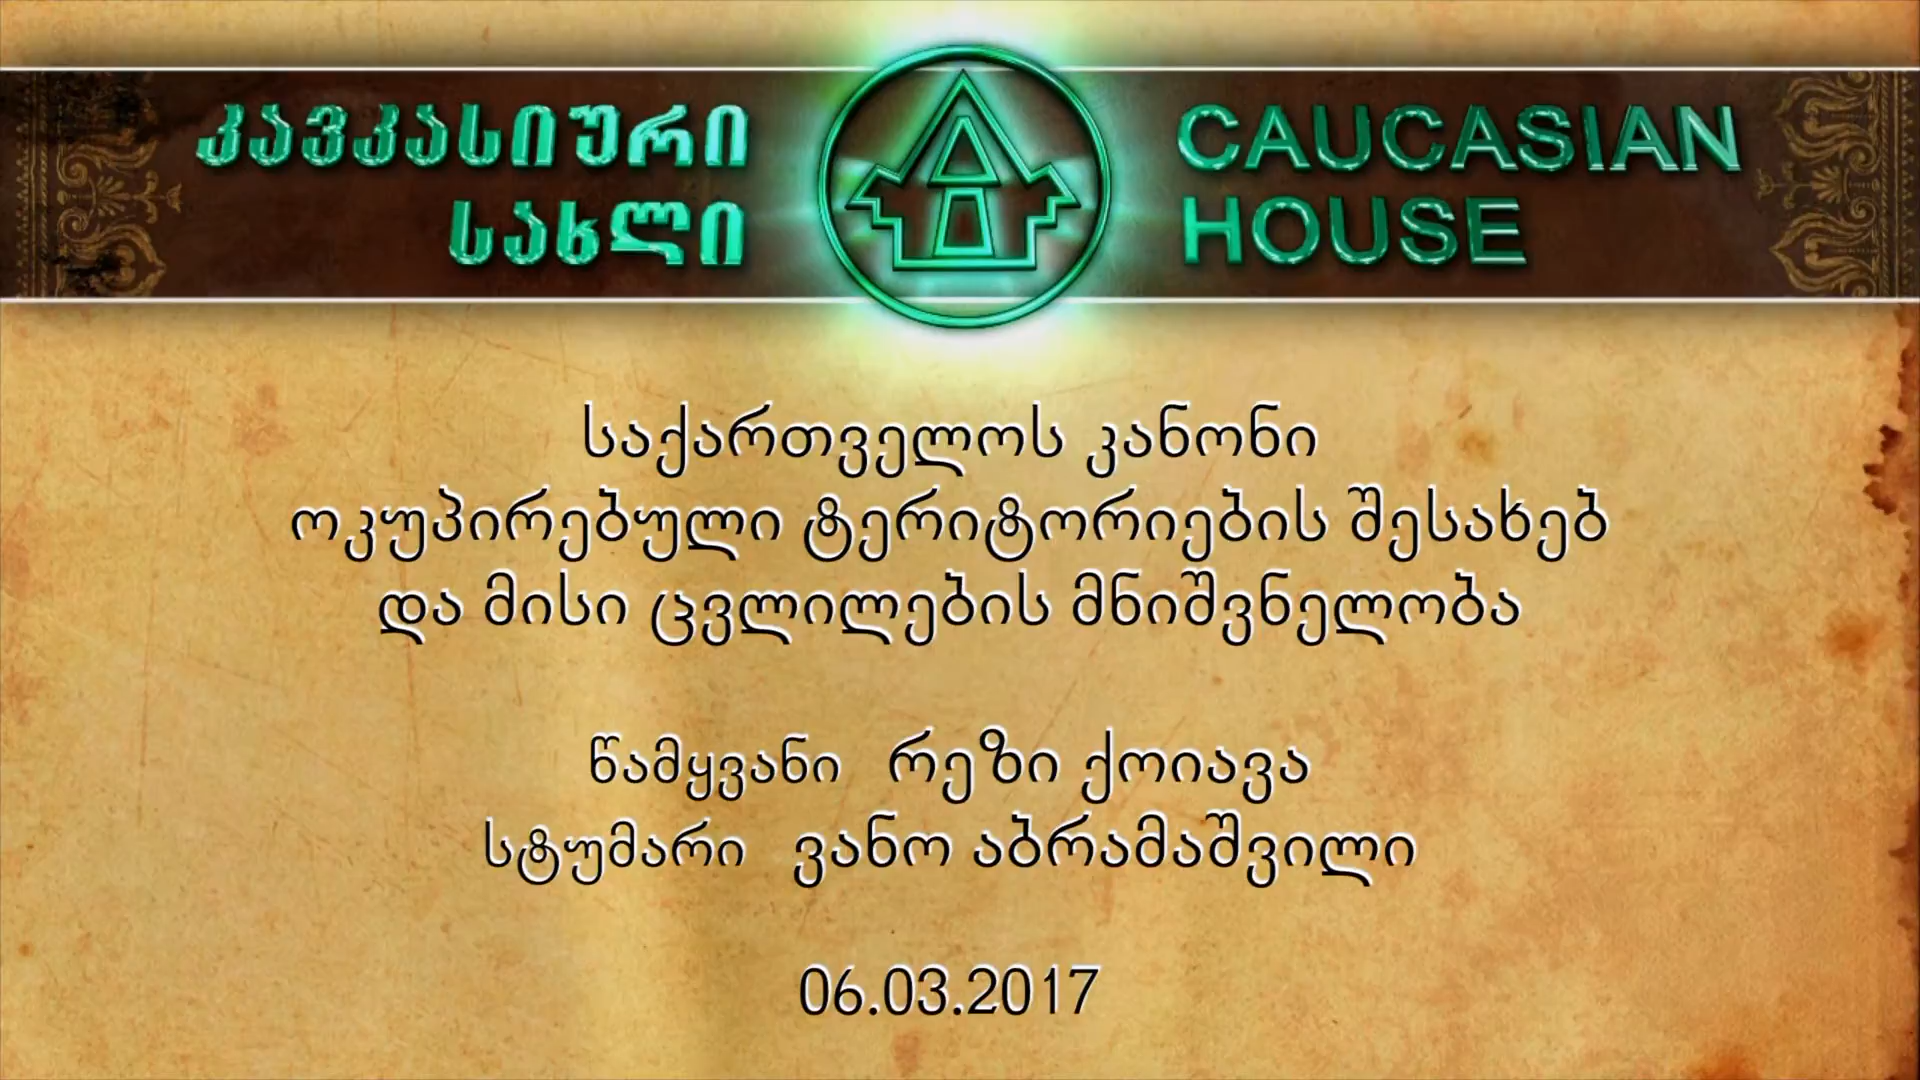 კავკასიური
სახლი
CAUCASIAN
HOUSE
საქართველოს კანონი
ოკუპირებული ტერიტორიების შესახებ
და მისი ცვლილების მნიშვნელობა
წამყვანი რეზი ქოიავა
სტუმარი ვანო აბრამაშვილი
06.03.2017